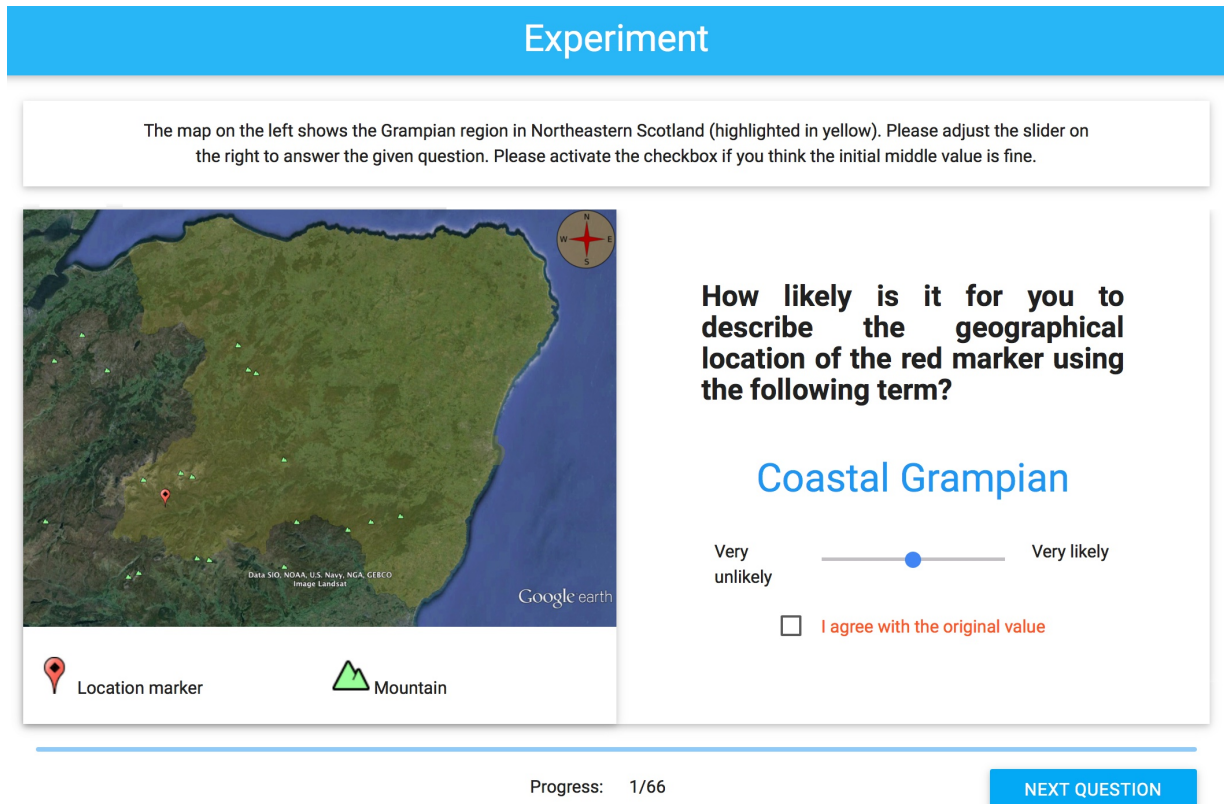 Experiment
The map on the left shows the Grampian region in Northeastern Scotland (highlighted in yellow). Please adjust the slider on
the right to answer the given question. Please activate the checkbox if you think the initial middle value is fine.
N
W E
S
Data SIO, NOAA, U.S. Navy, NGA, GEBCO
Image Landsat
Google earth
Location marker
Mountain
How likely is it for you to
describe the geographical
location of the red marker using
the following term?
Coastal Grampian
Very
unlikely
Very likely
I agree with the original value
Progress: 1/66
NEXT QUESTION